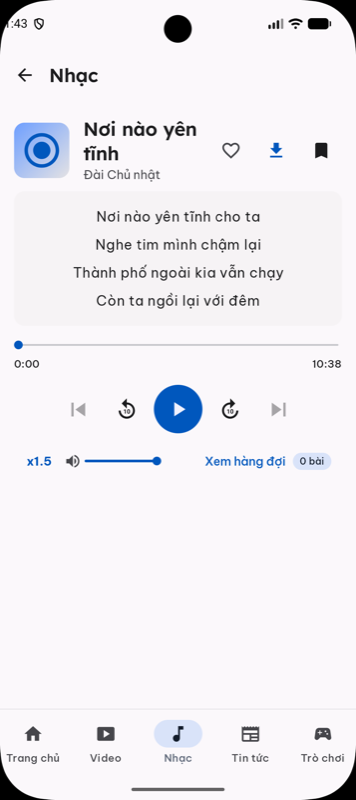 1:43
Nhạc
Nơi nào yên
tĩnh
Đài Chủ nhật
Nơi nào yên tĩnh cho ta
Nghe tim mình chậm lại
Thành phố ngoài kia vẫn chạy
Còn ta ngồi lại với đêm
0:00
10:38
10
10
x1.5
Xem hàng đợi
0 bài
Trang chủ
Video
Nhạc
Tin tức
Trò chơi